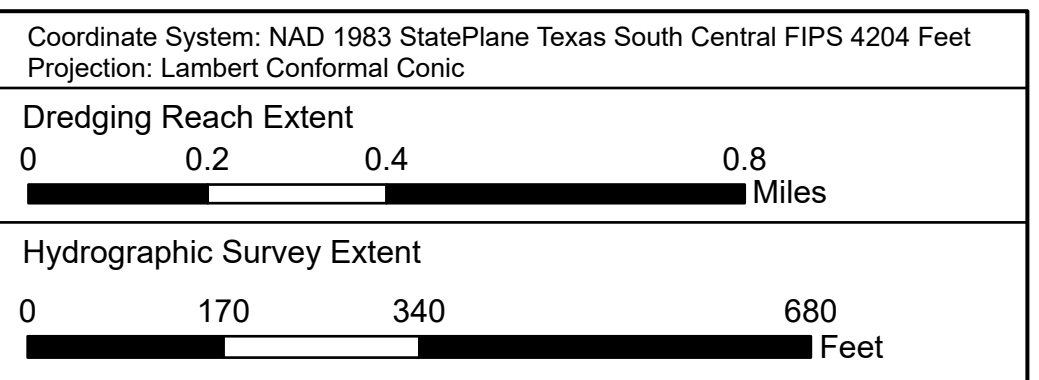 Coordinate System: NAD 1983 StatePlane Texas South Central FIPS 4204 Feet
Projection: Lambert Conformal Conic
Dredging Reach Extent
0 0.2 0.4 0.8
Miles
Hydrographic Survey Extent
0 170 340 680
Feet